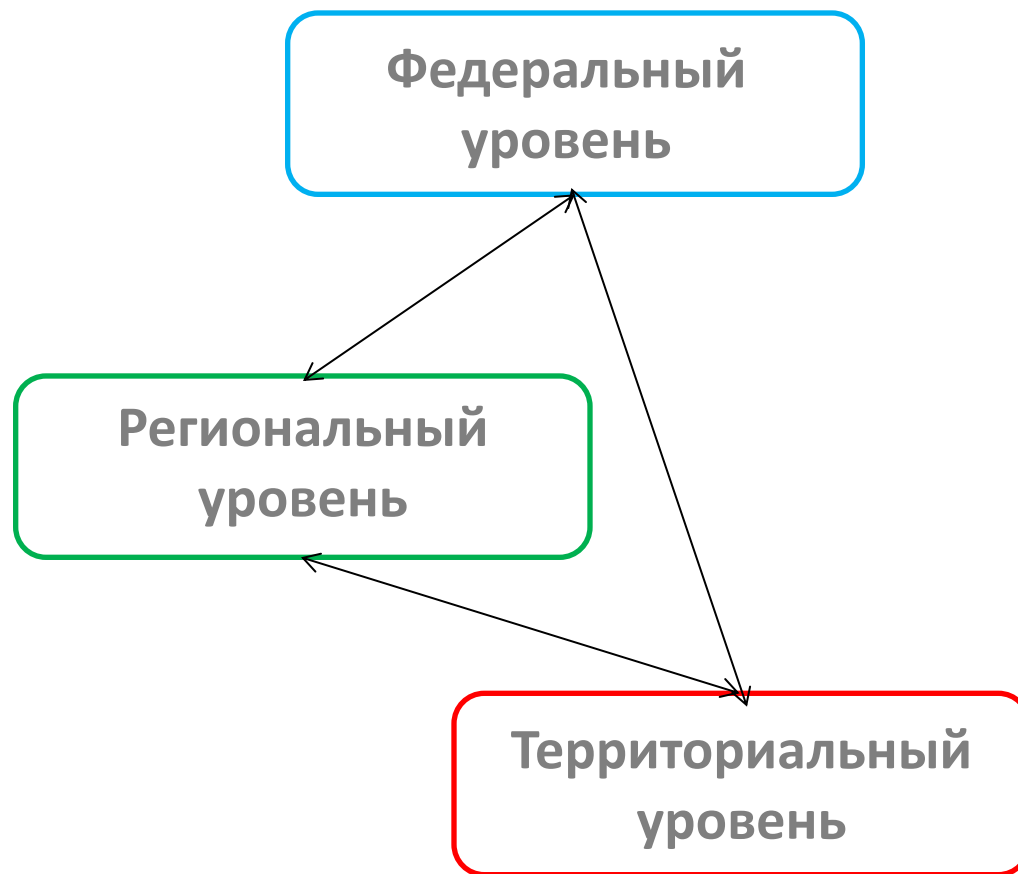 Федеральный
уровень
Региональный
уровень
Территориальный
уровень